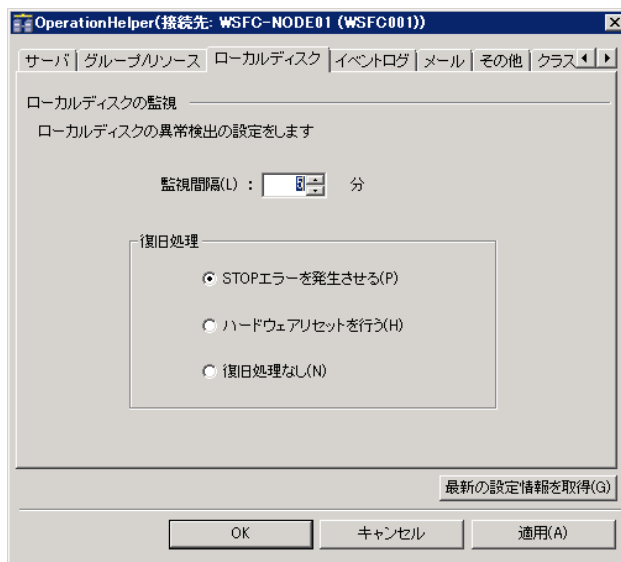 OperationHelper(接続先: WSFC-NODE01 (WSFC001))
サーバ グループ/リソース ローカルディスク イベントログ メール その他 クラス
ローカルディスクの監視
ローカルディスクの異常検出の設定をします
監視間隔(L) : 5 分
復旧処理
STOPエラーを発生させる(P)
ハードウェアリセットを行う(H)
復旧処理なし(N)
最新の設定情報を取得(G)
OK キャンセル 適用(A)